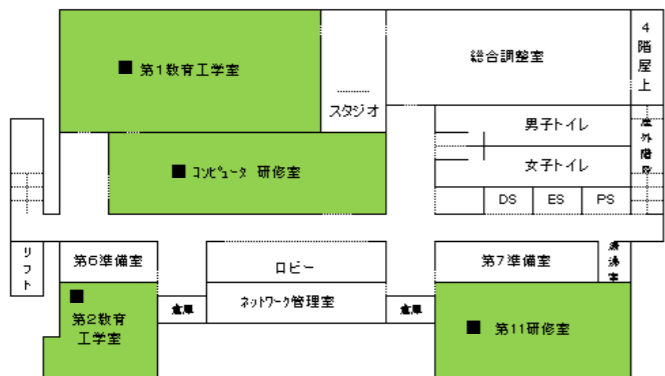 ■ 第1教育工学室
スタジオ
総合調整室
4階屋上
男子トイレ
女子トイレ
屋外階段
■ コンピュータ 研修室
DS
ES
PS
リフト
第6準備室
ロビー
第7準備室
湯沸室
■
第2教育
工学室
倉庫
ネットワーク管理室
倉庫
■ 第11研修室